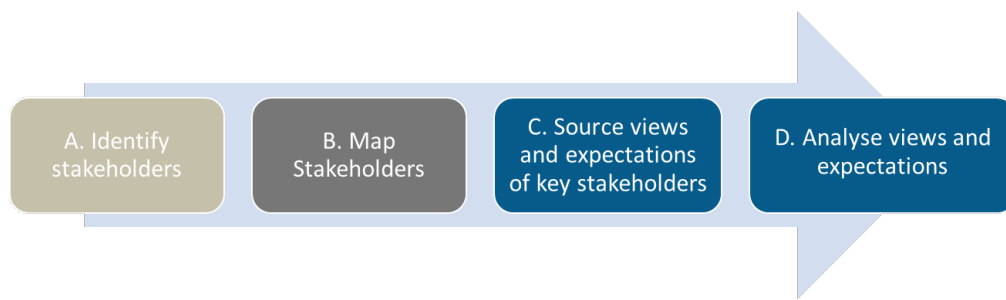 A. Identify
stakeholders
B. Map
Stakeholders
C. Source views
and expectations
of key stakeholders
D. Analyse views and
expectations